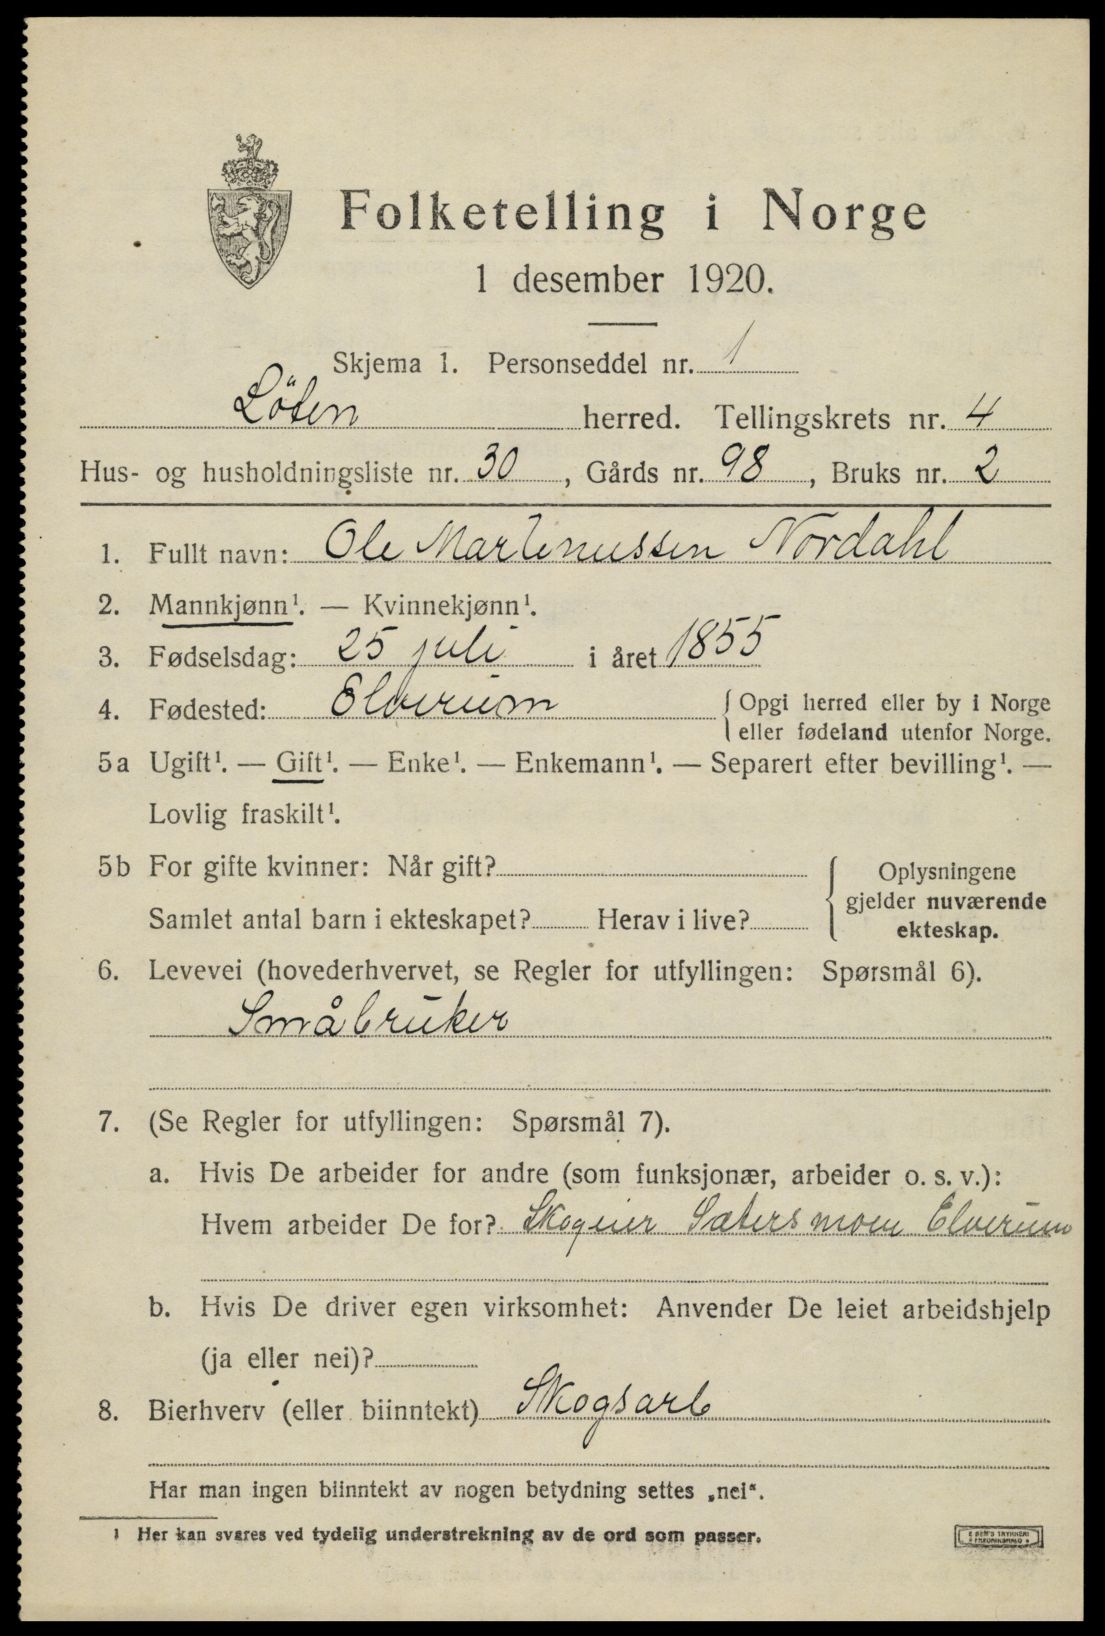 Folketelling i Norge
1 desember 1920.
Skjema 1. Personseddel nr. 1
Löten herred. Tellingskrets nr. 4
Hus- og husholdningsliste nr. 30, Gårds nr. 98, Bruks nr. 2
1. Fullt navn: Ole Martinussen Nordahl
2. Mannkjønn¹. — Kvinnekjønn¹.
3. Fødselsdag: 25 juli i året 1855
4. Fødested: Elverum { Opgi herred eller by i Norge
eller fødeland utenfor Norge.
5a Ugift¹. — Gift¹. — Enke¹. — Enkemann¹. — Separert efter bevilling¹. —
Lovlig fraskilt¹.
5b For gifte kvinner: Når gift?
Samlet antal barn i ekteskapet? Herav i live?
{ Oplysningene
gjelder nuværende
ekteskap.
6. Levevei (hovederhvervet, se Regler for utfyllingen: Spørsmål 6).
Småbruker
7. (Se Regler for utfyllingen: Spørsmål 7).
a. Hvis De arbeider for andre (som funksjonær, arbeider o. s. v.):
Hvem arbeider De for? Skogeier Sætersmoen Elverum
b. Hvis De driver egen virksomhet: Anvender De leiet arbeidshjelp
(ja eller nei)?
8. Bierhverv (eller biinntekt) Skogsarb
Har man ingen biinntekt av nogen betydning settes „nei“.
¹ Her kan svares ved tydelig understrekning av de ord som passer.